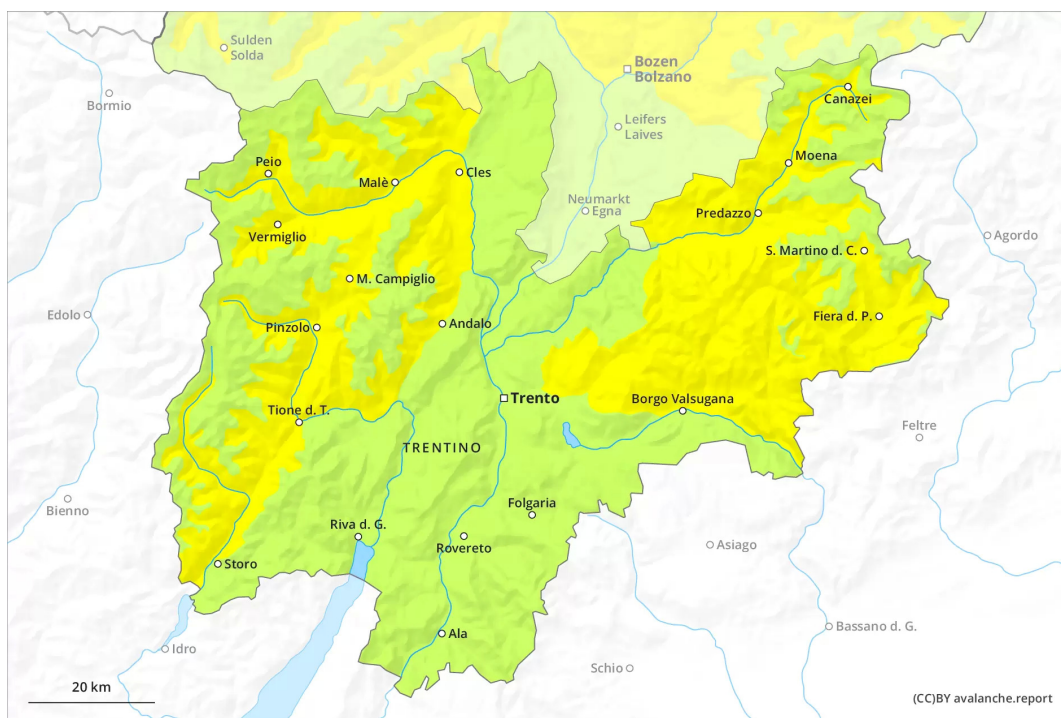 Sulden
Solda
Bozen
Bolzano
Bormio
Canazei
Leifers
Laives
Peio
Malè
Cles
Moena
Neumarkt
Egna
Predazzo
Vermiglio
Agordo
S. Martino d. C.
M. Campiglio
Edolo
Pinzolo
Andalo
Fiera d. P.
Trento
Borgo Valsugana
Tione d. T.
Feltre
TRENTINO
Bienno
Folgaria
Riva d. G.
Rovereto
Asiago
Storo
Ala
Bassano d. G.
Idro
Schio
20 km
(CC)BY avalanche.report